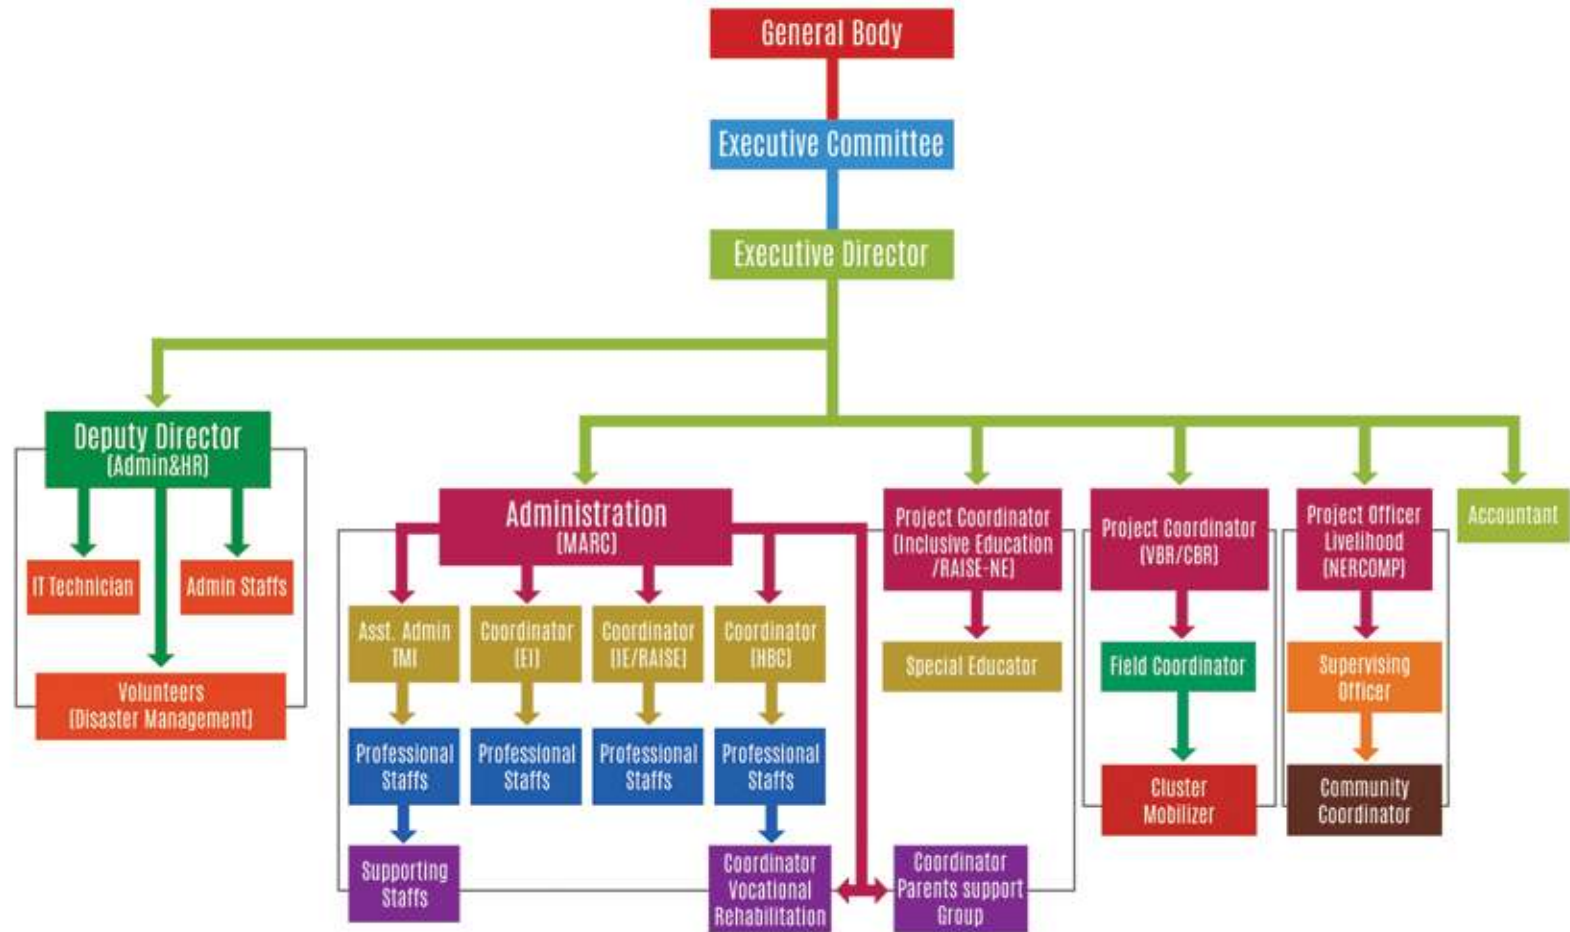 General Body
Executive Committee
Executive Director
Deputy Director
(Admin&HR)
IT Technician
Admin Staffs
Volunteers
(Disaster Management)
Administration
(MARC)
Asst. Admin
TMI
Coordinator
(EI)
Coordinator
(IE/RAISE)
Coordinator
(HBC)
Professional
Staffs
Professional
Staffs
Professional
Staffs
Professional
Staffs
Supporting
Staffs
Coordinator
Vocational
Rehabilitation
Coordinator
Parents support
Group
Project Coordinator
(Inclusive Education
/RAISE-NE)
Special Educator
Project Coordinator
(VBR/CBR)
Field Coordinator
Cluster
Mobilizer
Project Officer
Livelihood
(NERCOMP)
Supervising
Officer
Community
Coordinator
Accountant